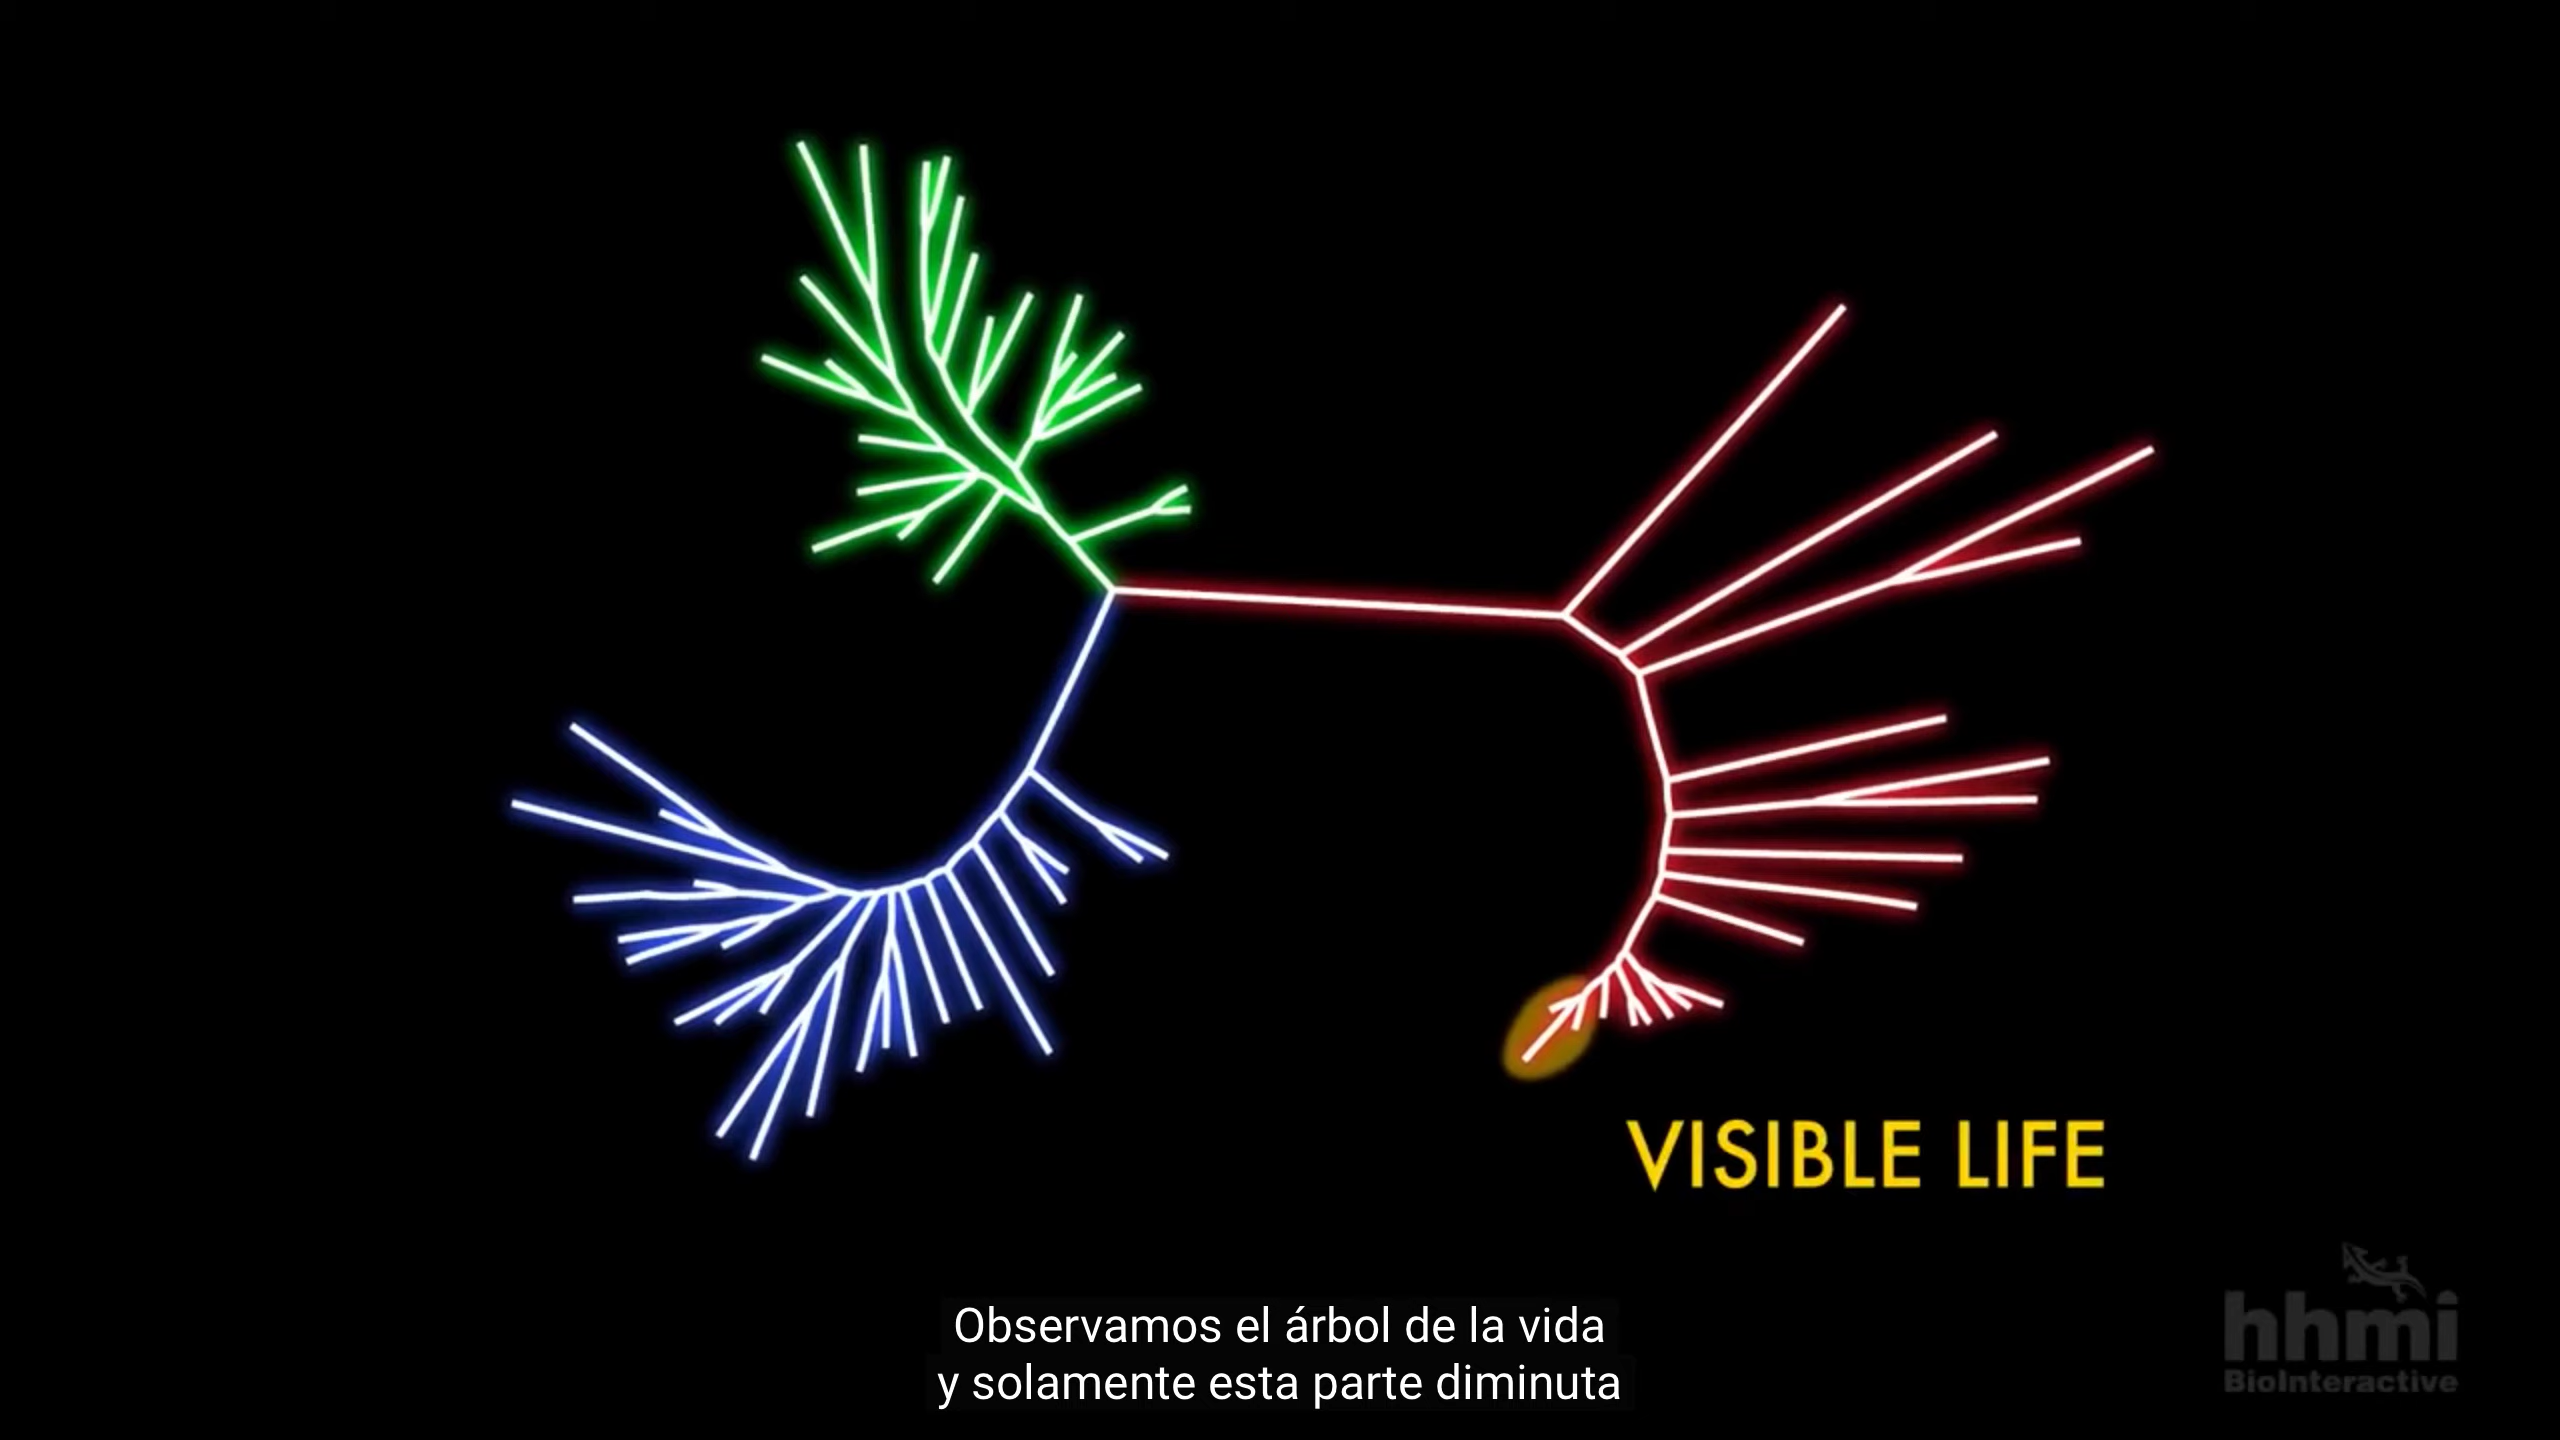 VISIBLE LIFE
Observamos el árbol de la vida
y solamente esta parte diminuta
hhmi
BioInteractive